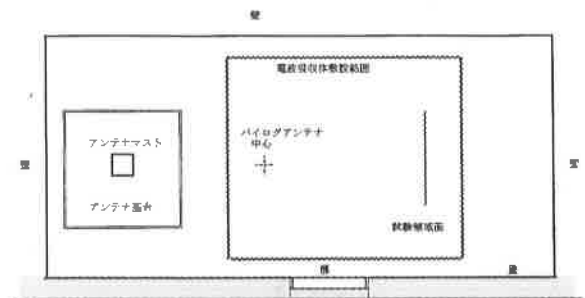 壁
電波吸収体敷設範囲
アンテナマスト
バイログアンテナ
中心
壁
壁
アンテナ基台
試験領域面
扉